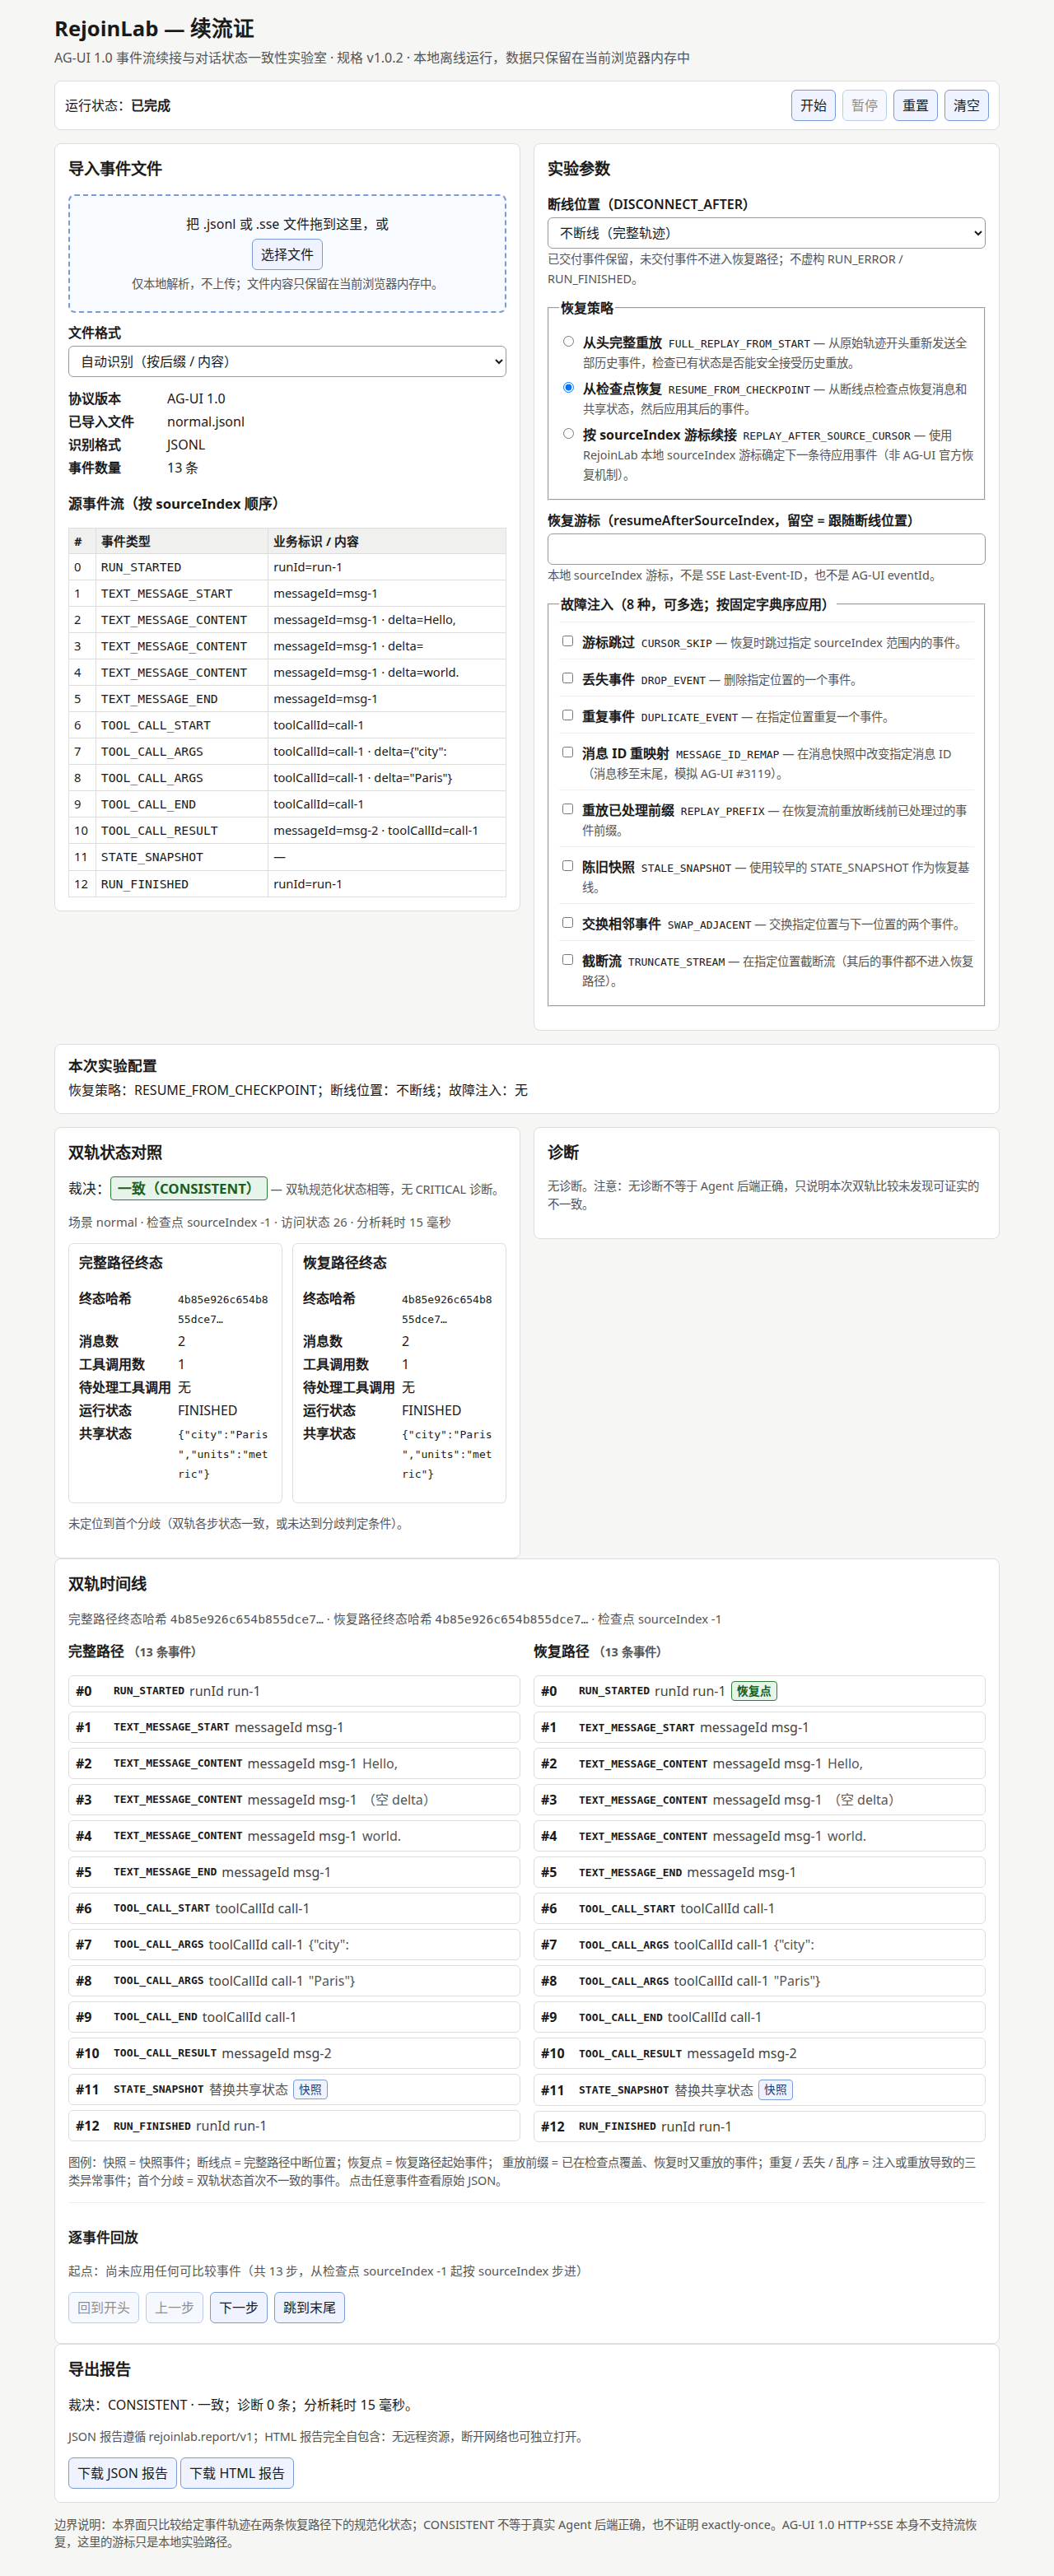 RejoinLab — 续流证
AG-UI 1.0 事件流续接与对话状态一致性实验室 · 规格 v1.0.2 · 本地离线运行，数据只保留在当前浏览器内存中
运行状态：已完成
开始
暂停
重置
清空
导入事件文件
把 .jsonl 或 .sse 文件拖到这里，或
选择文件
仅本地解析，不上传；文件内容只保留在当前浏览器内存中。
文件格式
自动识别（按后缀 / 内容）
协议版本 AG-UI 1.0
已导入文件 normal.jsonl
识别格式 JSONL
事件数量 13 条
源事件流（按 sourceIndex 顺序）
# 事件类型 业务标识 / 内容
0 RUN_STARTED runId=run-1
1 TEXT_MESSAGE_START messageId=msg-1
2 TEXT_MESSAGE_CONTENT messageId=msg-1 · delta=Hello,
3 TEXT_MESSAGE_CONTENT messageId=msg-1 · delta=
4 TEXT_MESSAGE_CONTENT messageId=msg-1 · delta=world.
5 TEXT_MESSAGE_END messageId=msg-1
6 TOOL_CALL_START toolCallId=call-1
7 TOOL_CALL_ARGS toolCallId=call-1 · delta={"city":
8 TOOL_CALL_ARGS toolCallId=call-1 · delta="Paris"}
9 TOOL_CALL_END toolCallId=call-1
10 TOOL_CALL_RESULT messageId=msg-2 · toolCallId=call-1
11 STATE_SNAPSHOT —
12 RUN_FINISHED runId=run-1
实验参数
断线位置（DISCONNECT_AFTER）
不断线（完整轨迹）
已交付事件保留，未交付事件不进入恢复路径；不虚构 RUN_ERROR /
RUN_FINISHED。
恢复策略
从头完整重放 FULL_REPLAY_FROM_START — 从原始轨迹开头重新发送全
部历史事件，检查已有状态是否能安全接受历史重放。
从检查点恢复 RESUME_FROM_CHECKPOINT — 从断线点检查点恢复消息和
共享状态，然后应用其后的事件。
按 sourceIndex 游标续接 REPLAY_AFTER_SOURCE_CURSOR — 使用
RejoinLab 本地 sourceIndex 游标确定下一条待应用事件（非 AG-UI 官方恢
复机制）。
恢复游标（resumeAfterSourceIndex，留空 = 跟随断线位置）
本地 sourceIndex 游标，不是 SSE Last-Event-ID，也不是 AG-UI eventId。
故障注入（8 种，可多选；按固定字典序应用）
游标跳过 CURSOR_SKIP — 恢复时跳过指定 sourceIndex 范围内的事件。
丢失事件 DROP_EVENT — 删除指定位置的一个事件。
重复事件 DUPLICATE_EVENT — 在指定位置重复一个事件。
消息 ID 重映射 MESSAGE_ID_REMAP — 在消息快照中改变指定消息 ID
（消息移至末尾，模拟 AG-UI #3119）。
重放已处理前缀 REPLAY_PREFIX — 在恢复流前重放断线前已处理过的事
件前缀。
陈旧快照 STALE_SNAPSHOT — 使用较早的 STATE_SNAPSHOT 作为恢复基
线。
交换相邻事件 SWAP_ADJACENT — 交换指定位置与下一位置的两个事件。
截断流 TRUNCATE_STREAM — 在指定位置截断流（其后的事件都不进入恢复
路径）。
本次实验配置
恢复策略：RESUME_FROM_CHECKPOINT；断线位置：不断线；故障注入：无
双轨状态对照
裁决：一致（CONSISTENT） — 双轨规范化状态相等，无 CRITICAL 诊断。
场景 normal · 检查点 sourceIndex -1 · 访问状态 26 · 分析耗时 15 毫秒
完整路径终态
终态哈希 4b85e926c654b8
55dce7…
消息数 2
工具调用数 1
待处理工具调用 无
运行状态 FINISHED
共享状态 {"city":"Paris
","units":"met
ric"}
恢复路径终态
终态哈希 4b85e926c654b8
55dce7…
消息数 2
工具调用数 1
待处理工具调用 无
运行状态 FINISHED
共享状态 {"city":"Paris
","units":"met
ric"}
未定位到首个分歧（双轨各步状态一致，或未达到分歧判定条件）。
诊断
无诊断。注意：无诊断不等于 Agent 后端正确，只说明本次双轨比较未发现可证实的
不一致。
双轨时间线
完整路径终态哈希 4b85e926c654b855dce7… · 恢复路径终态哈希 4b85e926c654b855dce7… · 检查点 sourceIndex -1
完整路径 （13 条事件）
#0 RUN_STARTED runId run-1
#1 TEXT_MESSAGE_START messageId msg-1
#2 TEXT_MESSAGE_CONTENT messageId msg-1 Hello,
#3 TEXT_MESSAGE_CONTENT messageId msg-1 （空 delta）
#4 TEXT_MESSAGE_CONTENT messageId msg-1 world.
#5 TEXT_MESSAGE_END messageId msg-1
#6 TOOL_CALL_START toolCallId call-1
#7 TOOL_CALL_ARGS toolCallId call-1 {"city":
#8 TOOL_CALL_ARGS toolCallId call-1 "Paris"}
#9 TOOL_CALL_END toolCallId call-1
#10 TOOL_CALL_RESULT messageId msg-2
#11 STATE_SNAPSHOT 替换共享状态 快照
#12 RUN_FINISHED runId run-1
恢复路径 （13 条事件）
#0 RUN_STARTED runId run-1 恢复点
#1 TEXT_MESSAGE_START messageId msg-1
#2 TEXT_MESSAGE_CONTENT messageId msg-1 Hello,
#3 TEXT_MESSAGE_CONTENT messageId msg-1 （空 delta）
#4 TEXT_MESSAGE_CONTENT messageId msg-1 world.
#5 TEXT_MESSAGE_END messageId msg-1
#6 TOOL_CALL_START toolCallId call-1
#7 TOOL_CALL_ARGS toolCallId call-1 {"city":
#8 TOOL_CALL_ARGS toolCallId call-1 "Paris"}
#9 TOOL_CALL_END toolCallId call-1
#10 TOOL_CALL_RESULT messageId msg-2
#11 STATE_SNAPSHOT 替换共享状态 快照
#12 RUN_FINISHED runId run-1
图例：快照 = 快照事件；断线点 = 完整路径中断位置；恢复点 = 恢复路径起始事件； 重放前缀 = 已在检查点覆盖、恢复时又重放的事件；重复 / 丢失 / 乱序 = 注入或重放导致的三
类异常事件；首个分歧 = 双轨状态首次不一致的事件。 点击任意事件查看原始 JSON。
逐事件回放
起点：尚未应用任何可比较事件（共 13 步，从检查点 sourceIndex -1 起按 sourceIndex 步进）
回到开头
上一步
下一步
跳到末尾
导出报告
裁决：CONSISTENT · 一致；诊断 0 条；分析耗时 15 毫秒。
JSON 报告遵循 rejoinlab.report/v1；HTML 报告完全自包含：无远程资源，断开网络也可独立打开。
下载 JSON 报告
下载 HTML 报告
边界说明：本界面只比较给定事件轨迹在两条恢复路径下的规范化状态；CONSISTENT 不等于真实 Agent 后端正确，也不证明 exactly-once。AG-UI 1.0 HTTP+SSE 本身不支持流恢
复，这里的游标只是本地实验路径。